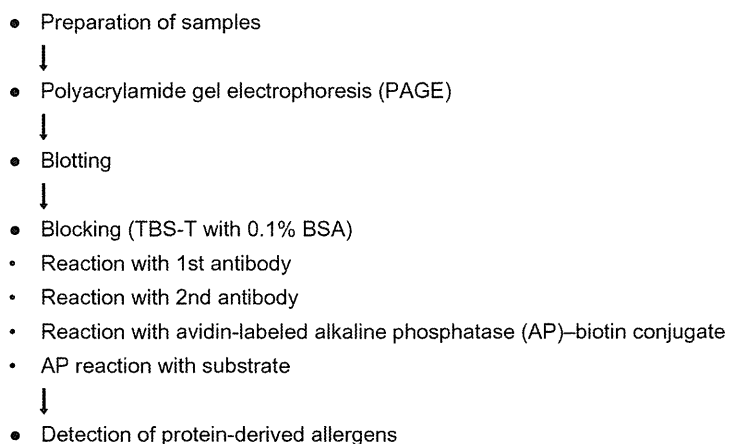 • Preparation of samples
↓
• Polyacrylamide gel electrophoresis (PAGE)
↓
• Blotting
↓
• Blocking (TBS-T with 0.1% BSA)
• Reaction with 1st antibody
• Reaction with 2nd antibody
• Reaction with avidin-labeled alkaline phosphatase (AP)–biotin conjugate
• AP reaction with substrate
↓
• Detection of protein-derived allergens